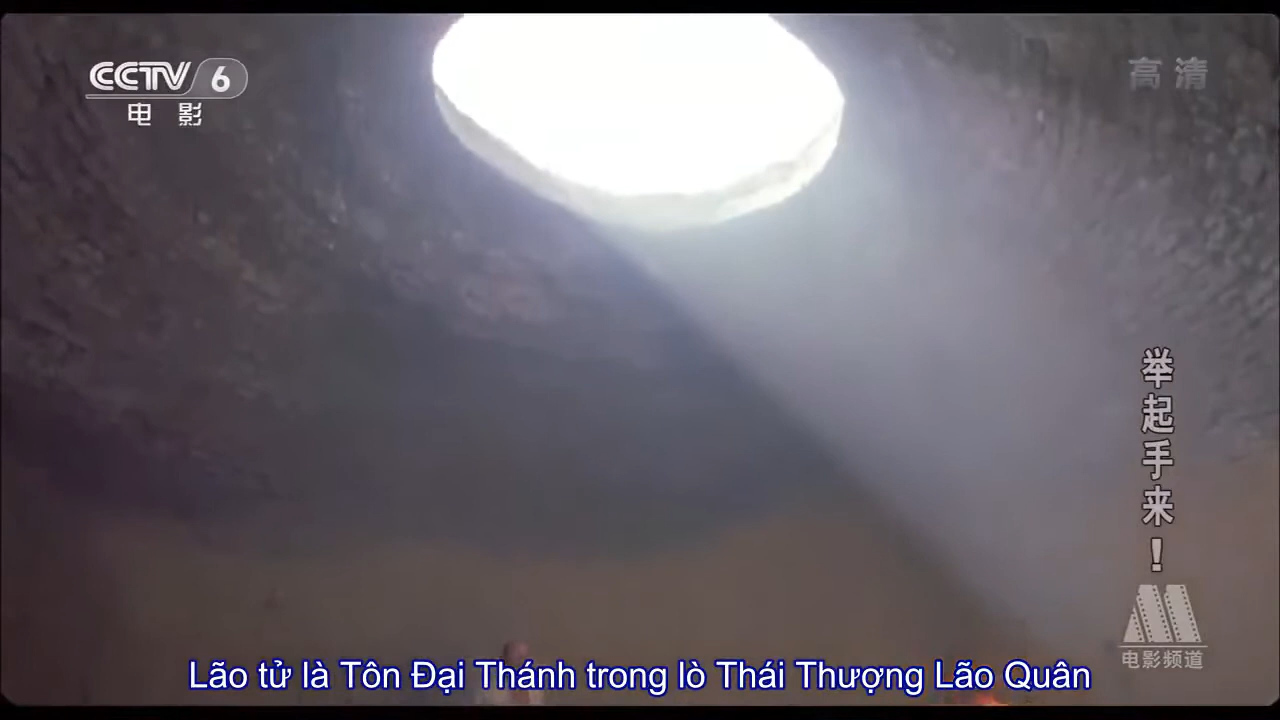 CCTV 6
电影
高清
举起手来！
电影频道
Lão tử là Tôn Đại Thánh trong lò Thái Thượng Lão Quân